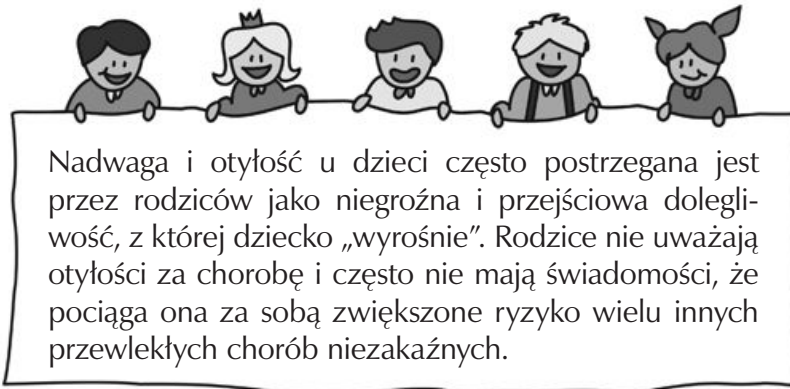 Nadwaga i otyłość u dzieci często postrzegana jest
przez rodziców jako niegroźna i przejściowa dolegli-
wość, z której dziecko „wyrośnie”. Rodzice nie uważają
otyłości za chorobę i często nie mają świadomości, że
pociąga ona za sobą zwiększone ryzyko wielu innych
przewlekłych chorób niezakaźnych.